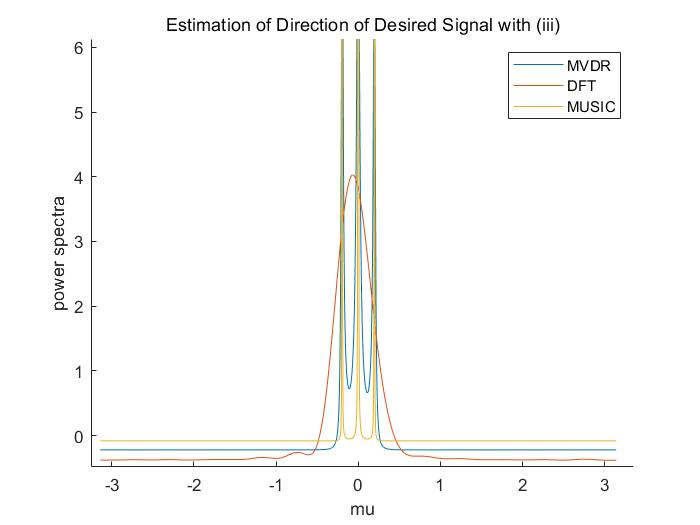 Estimation of Direction of Desired Signal with (iii)
MVDR
DFT
MUSIC
power spectra
6
5
4
3
2
1
0
-3 -2 -1 0 1 2 3
mu